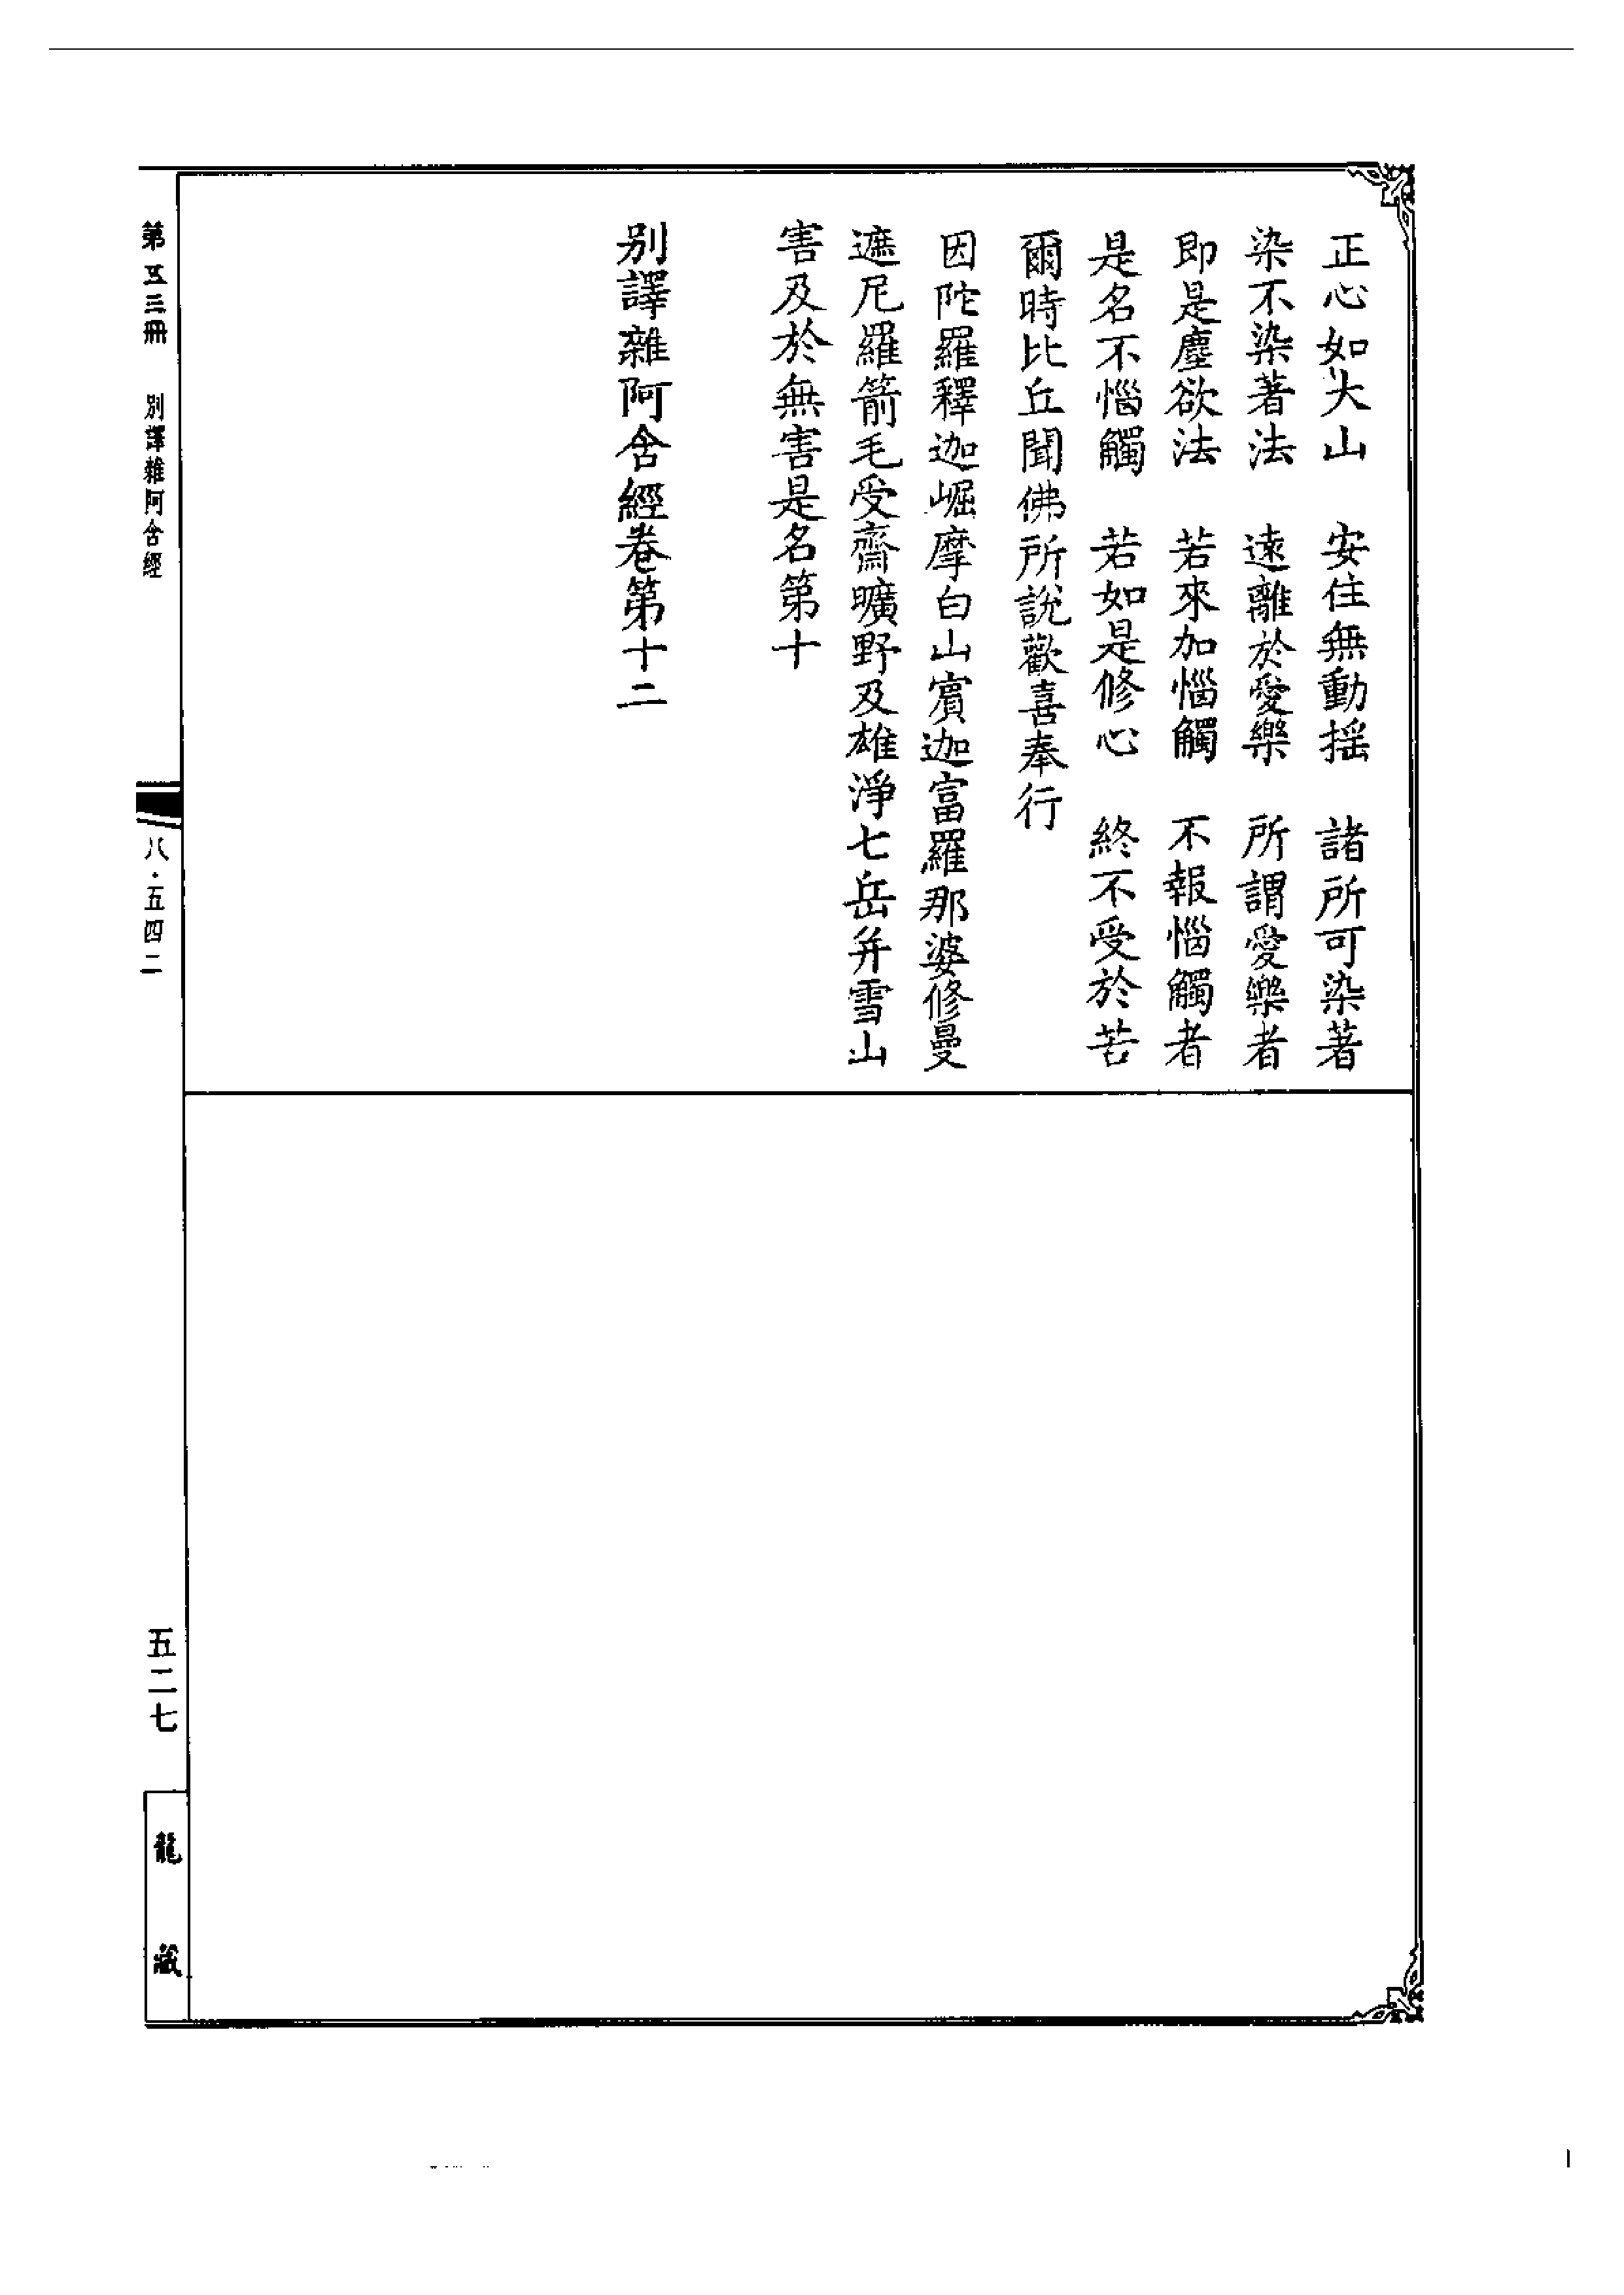 正心如大山　安住無動搖　諸所可染著
染不染著法　遠離於愛樂　所謂愛樂者
即是塵欲法　若來加惱觸　不報惱觸者
是名不惱觸　若如是修心　終不受於苦
爾時比丘聞佛所說歡喜奉行
因陀羅釋迦崛摩白山賓迦富羅那婆修曼
遮尼羅箭毛受齋曠野及雄淨七岳并雪山
害及於無害是名第十
別譯雜阿含經卷第十二
第五三冊　別譯雜阿含經
八·五四二
五二七
龍藏